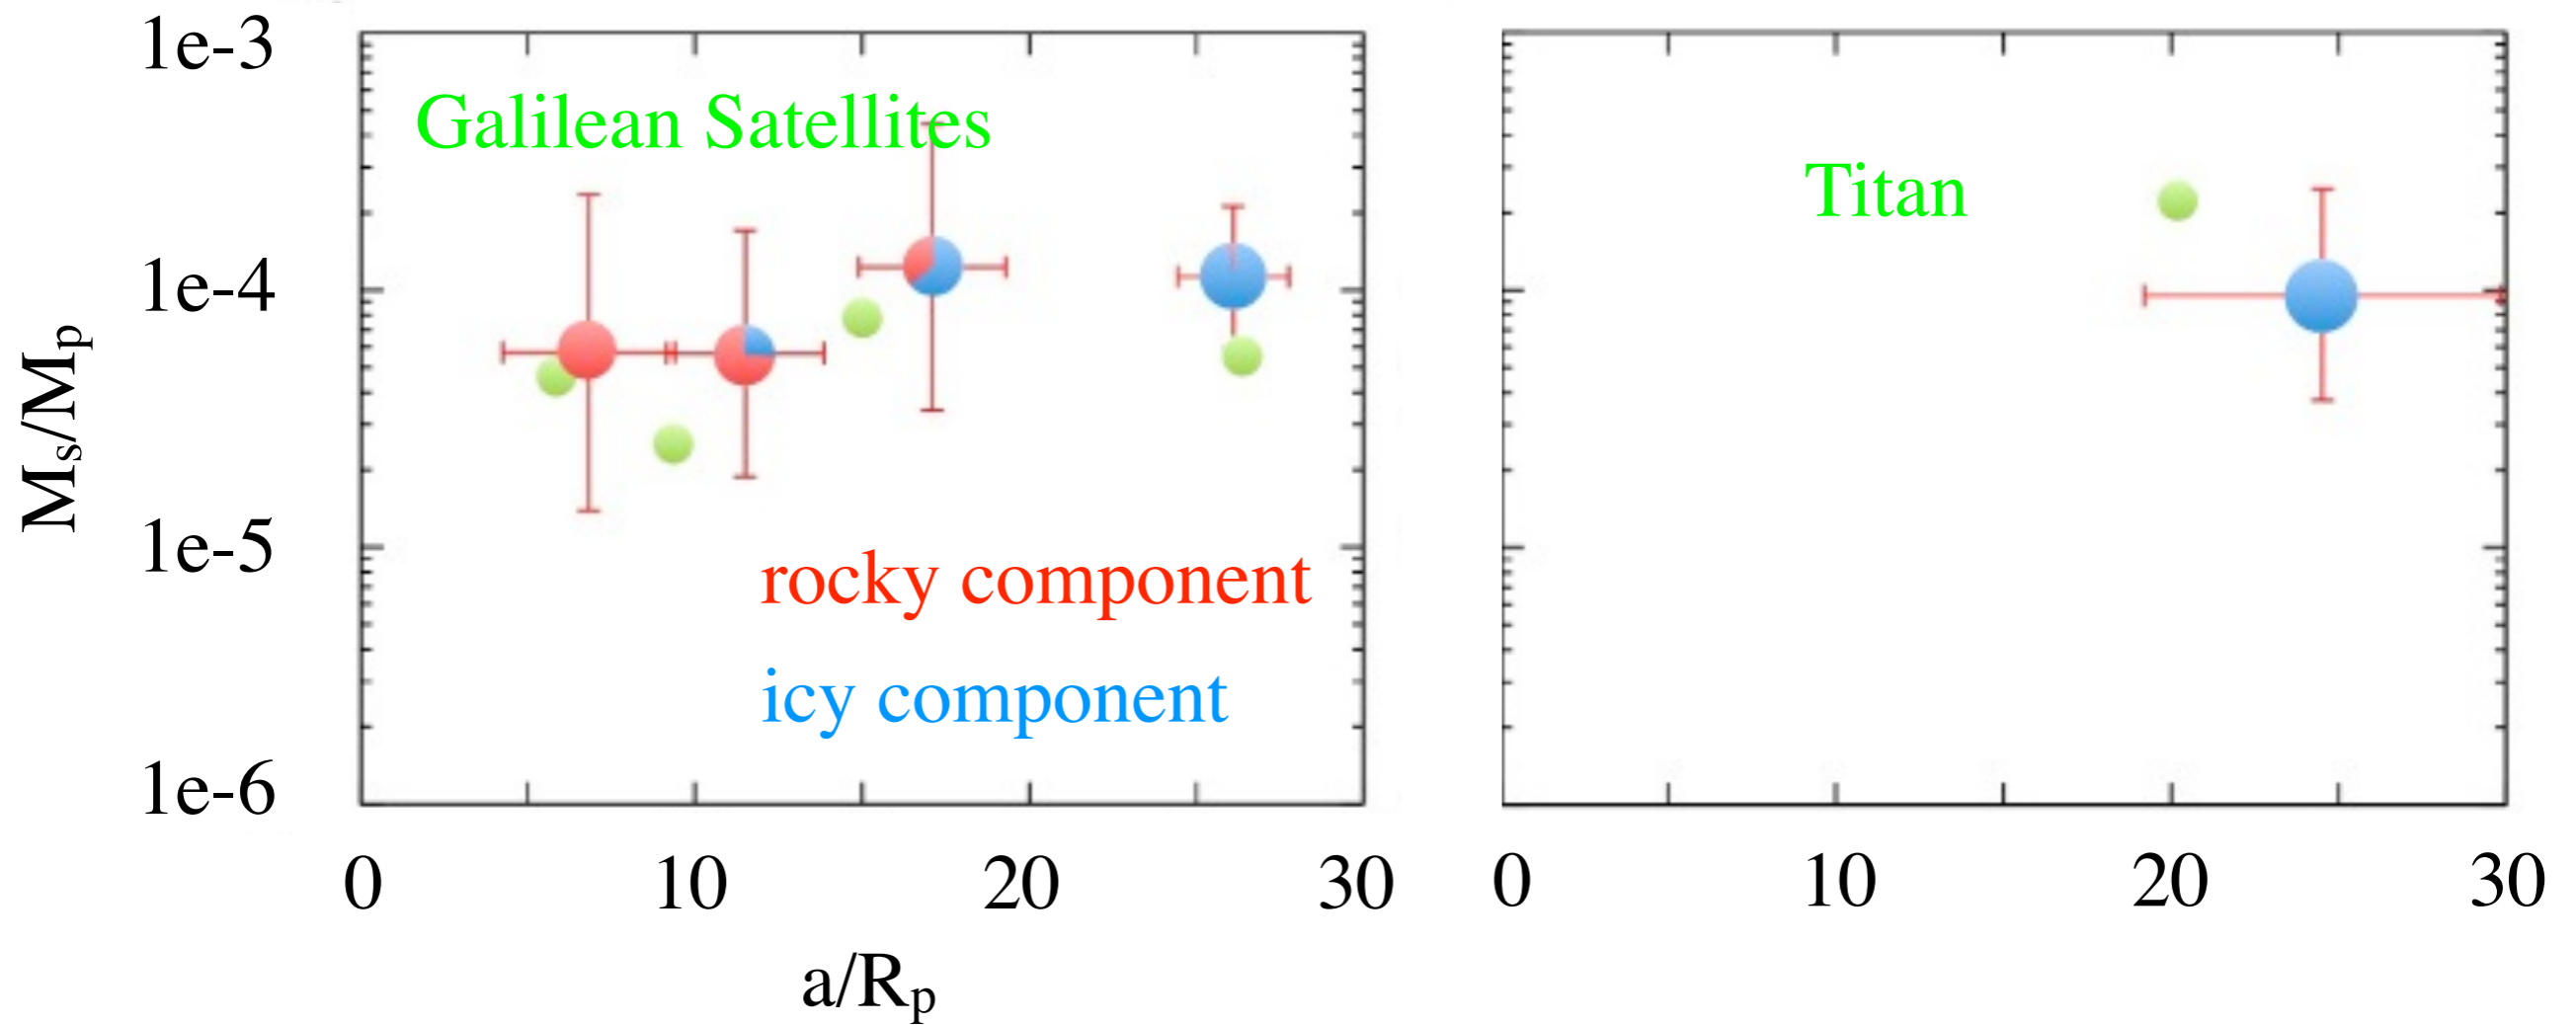 1e-3
1e-4
1e-5
1e-6
Ms/Mp
Galilean Satellites
rocky component
icy component
0 10 20 30
a/Rp
Titan
0 10 20 30